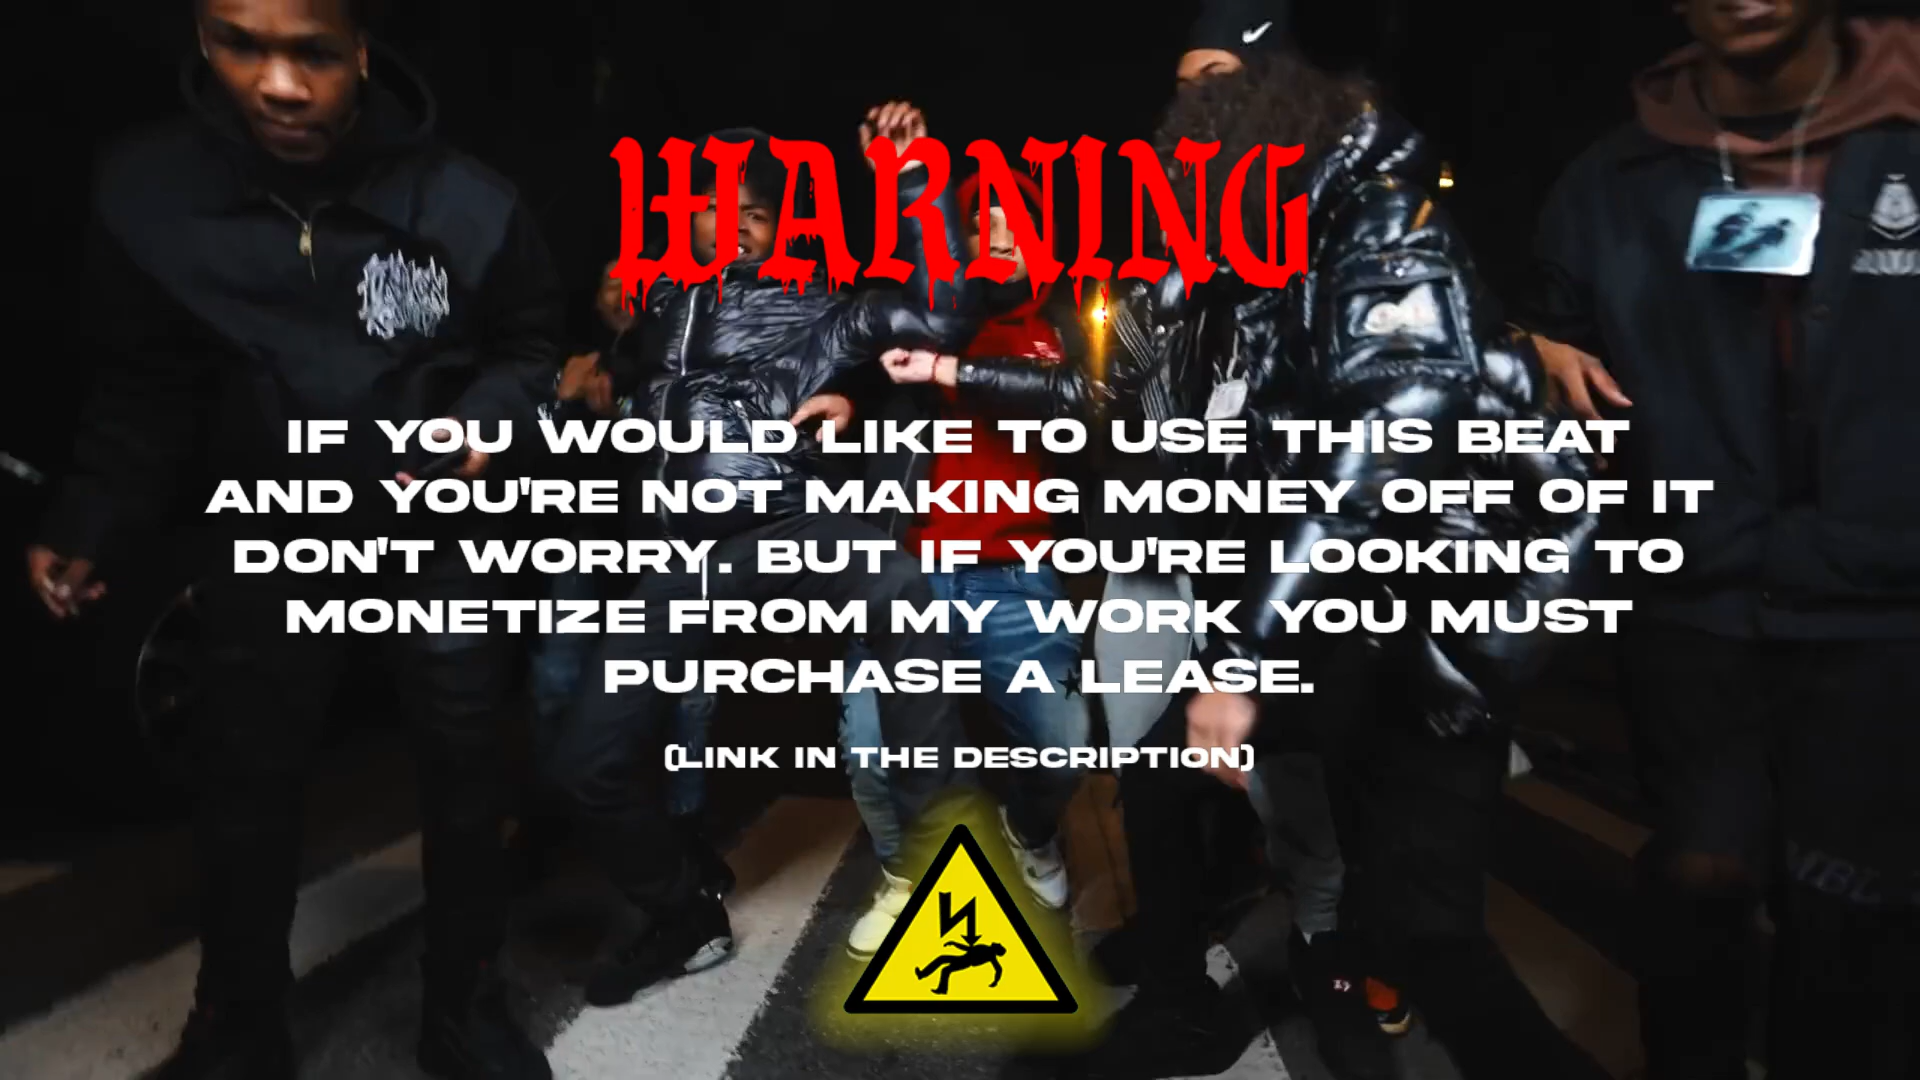 WARNING
IF YOU WOULD LIKE TO USE THIS BEAT
AND YOU'RE NOT MAKING MONEY OFF OF IT
DON'T WORRY. BUT IF YOU'RE LOOKING TO
MONETIZE FROM MY WORK YOU MUST
PURCHASE A LEASE.
(LINK IN THE DESCRIPTION)